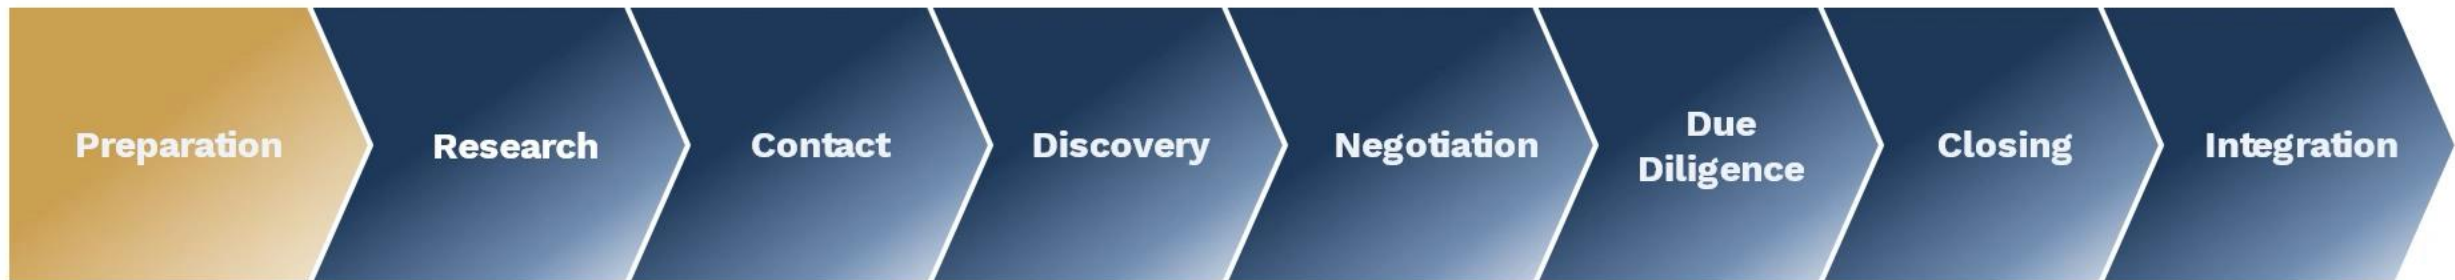 Preparation
Research
Contact
Discovery
Negotiation
Due
Diligence
Closing
Integration